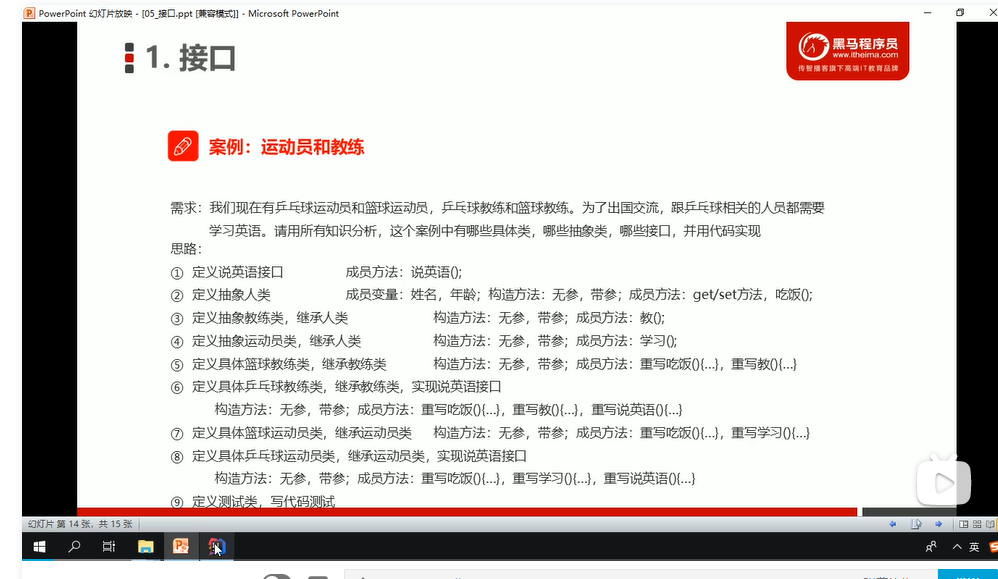 PowerPoint 幻灯片放映 - [05_接口.ppt [兼容模式]] - Microsoft PowerPoint
1. 接口
黑马程序员
www.itheima.com
传智播客旗下高端IT教育品牌
案例：运动员和教练
需求：我们现在有乒乓球运动员和篮球运动员，乒乓球教练和篮球教练。为了出国交流，跟乒乓球相关的人员都需要
学习英语。请用所有知识分析，这个案例中有哪些具体类，哪些抽象类，哪些接口，并用代码实现
思路：
① 定义说英语接口 成员方法：说英语();
② 定义抽象人类 成员变量：姓名，年龄；构造方法：无参，带参；成员方法：get/set方法，吃饭();
③ 定义抽象教练类，继承人类 构造方法：无参，带参；成员方法：教();
④ 定义抽象运动员类，继承人类 构造方法：无参，带参；成员方法：学习();
⑤ 定义具体篮球教练类，继承教练类 构造方法：无参，带参；成员方法：重写吃饭(){...}，重写教(){...}
⑥ 定义具体乒乓球教练类，继承教练类，实现说英语接口
构造方法：无参，带参；成员方法：重写吃饭(){...}，重写教(){...}，重写说英语(){...}
⑦ 定义具体篮球运动员类，继承运动员类 构造方法：无参，带参；成员方法：重写吃饭(){...}，重写学习(){...}
⑧ 定义具体乒乓球运动员类，继承运动员类，实现说英语接口
构造方法：无参，带参；成员方法：重写吃饭(){...}，重写学习(){...}，重写说英语(){...}
⑨ 定义测试类，写代码测试
幻灯片 第 14 张，共 15 张
英